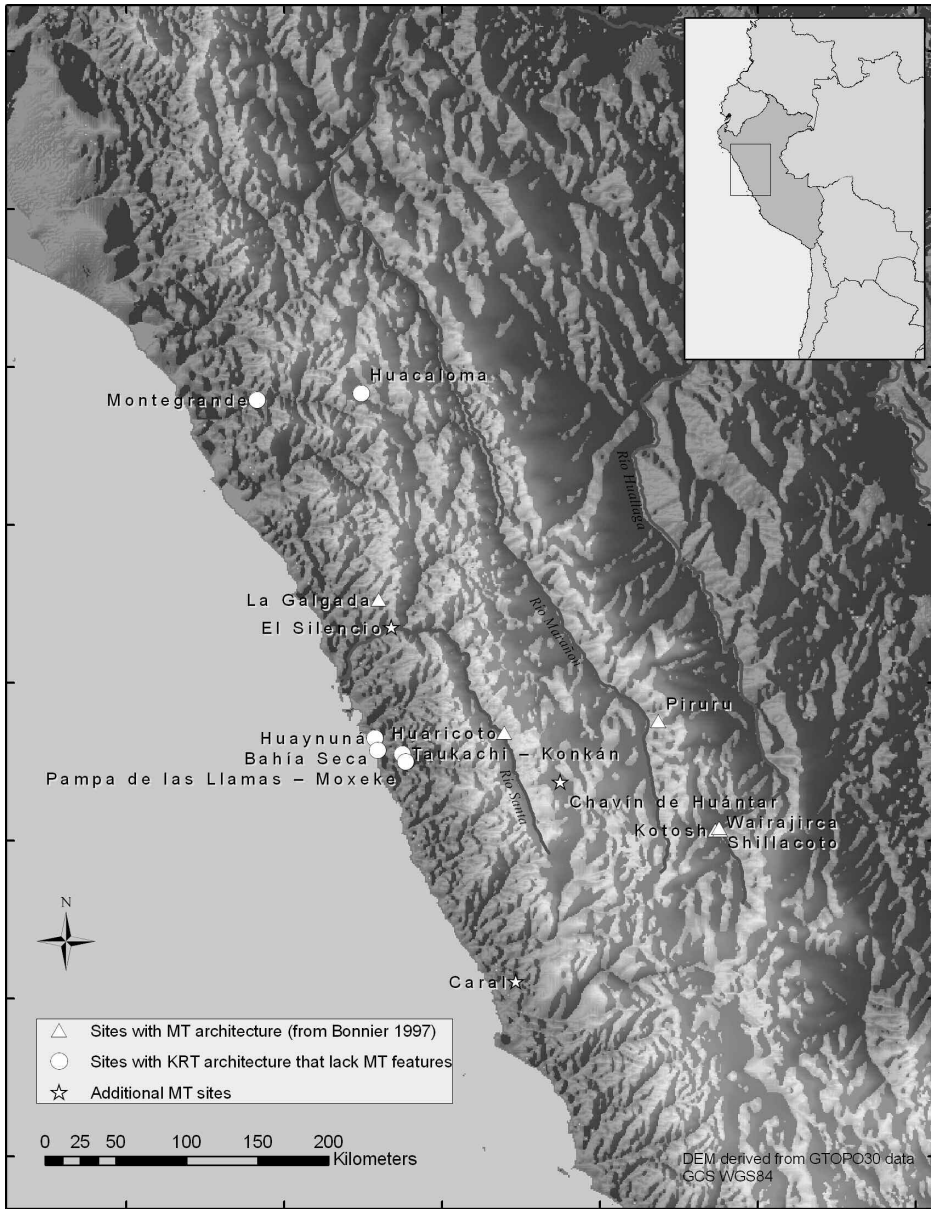 Huacaloma
Montegrande
Río Huallaga
La Galgada
El Silencio
Río Marañón
Piruru
Huaynuná
Huaricoto
Bahía Seca
Taukachi – Konkán
Pampa de las Llamas – Moxeke
Río Santa
Chavín de Huántar
Kotosh
Wairajirca
Shillacoto
N
Caral
Sites with MT architecture (from Bonnier 1997)
Sites with KRT architecture that lack MT features
Additional MT sites
0 25 50 100 150 200
Kilometers
DEM derived from GTOPO30 data
GCS WGS84